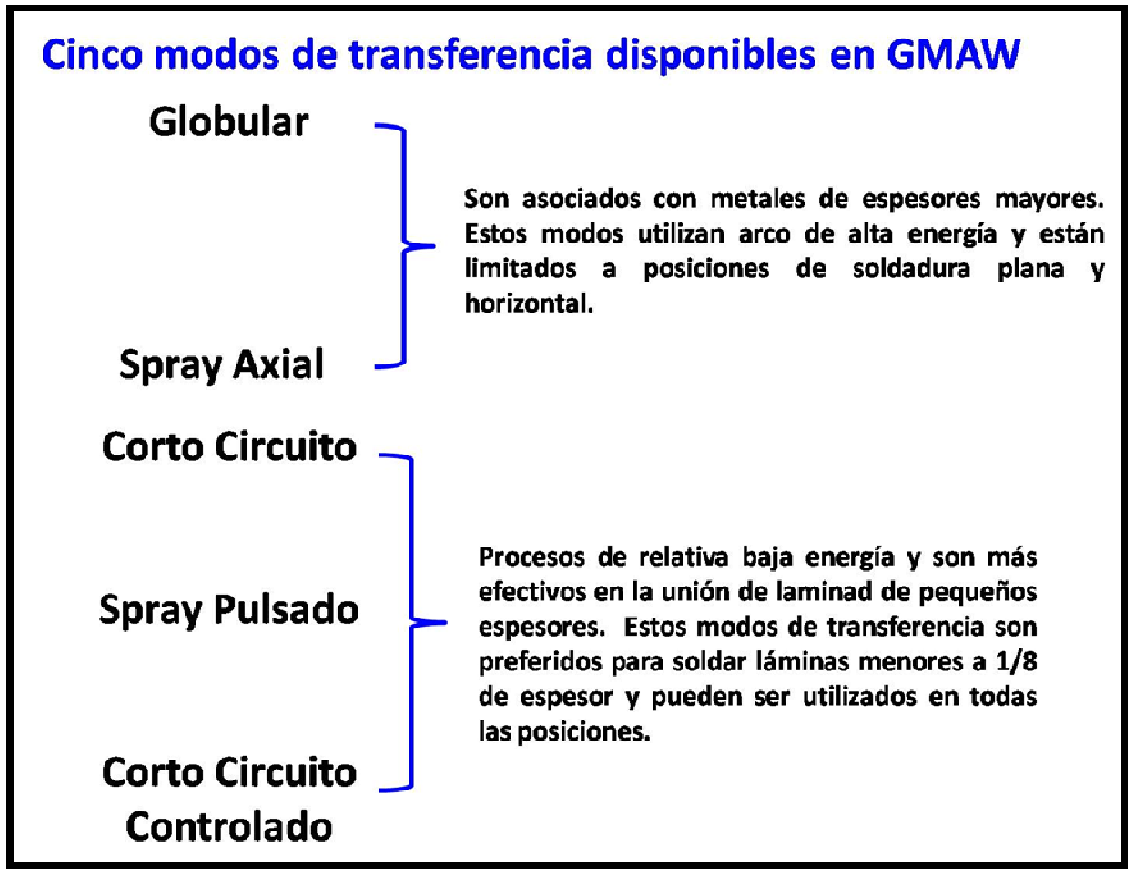 Cinco modos de transferencia disponibles en GMAW
Globular
Son asociados con metales de espesores mayores.
Estos modos utilizan arco de alta energía y están
limitados a posiciones de soldadura plana y
horizontal.
Spray Axial
Corto Circuito
Procesos de relativa baja energía y son más
efectivos en la unión de laminad de pequeños
espesores. Estos modos de transferencia son
preferidos para soldar láminas menores a 1/8
de espesor y pueden ser utilizados en todas
las posiciones.
Spray Pulsado
Corto Circuito
Controlado